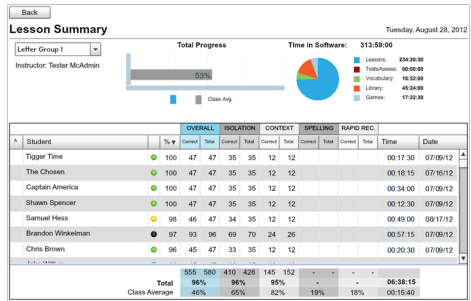 Back
Lesson Summary
Tuesday, August 28, 2012
Leffer Group 1
Instructor: Tester McAdmin
Total Progress
53%
Class Avg
Time in Software: 313:59:00
Lessons: 234:20:30
Tests/Assess: 00:00:00
Vocabulary: 16:52:00
Library: 45:24:00
Games: 17:22:30
OVERALL ISOLATION CONTEXT SPELLING RAPID REC.
^ Student % ▼ Correct Total Correct Total Correct Total Correct Total Correct Total Time Date
Tigger Time 100 47 47 35 35 12 12 00:17:30 07/09/12
The Chosen 100 47 47 35 35 12 12 00:18:15 07/16/12
Captain America 100 47 47 35 35 12 12 00:34:00 07/09/12
Shawn Spencer 100 47 47 35 35 12 12 00:12:30 07/09/12
Samuel Hess 98 46 47 34 35 12 12 00:49:00 08/17/12
Brandon Winkelman 97 93 96 69 70 24 26 00:57:15 07/09/12
Chris Brown 96 45 47 33 35 12 12 00:20:30 07/09/12
555 580 410 428 145 152 - - - -
Total 96% 96% 95% - - 06:38:15
Class Average 46% 65% 82% 19% 18% 00:15:40